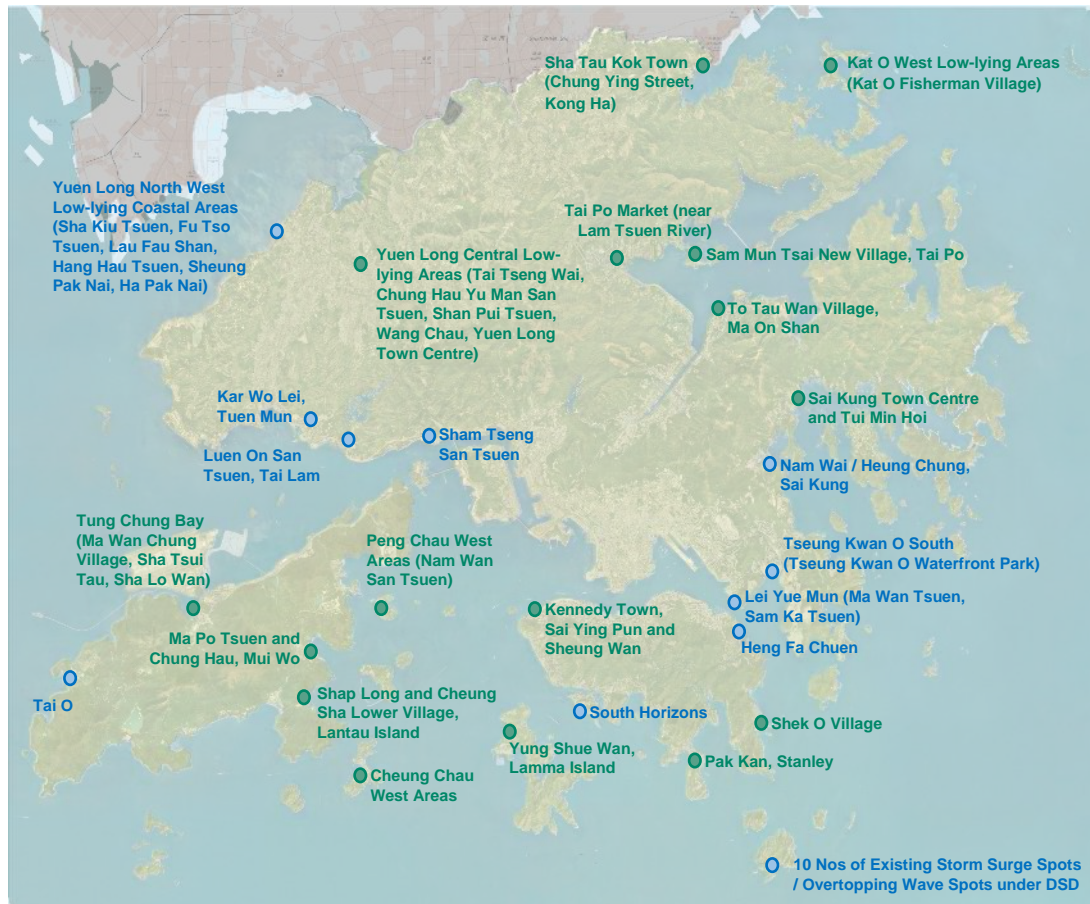 Sha Tau Kok Town
(Chung Ying Street,
Kong Ha)
Kat O West Low-lying Areas
(Kat O Fisherman Village)
Yuen Long North West
Low-lying Coastal Areas
(Sha Kiu Tsuen, Fu Tso
Tsuen, Lau Fau Shan,
Hang Hau Tsuen, Sheung
Pak Nai, Ha Pak Nai)
Tai Po Market (near
Lam Tsuen River)
Sam Mun Tsai New Village, Tai Po
Yuen Long Central Low-
lying Areas (Tai Tseng Wai,
Chung Hau Yu Man San
Tsuen, Shan Pui Tsuen,
Wang Chau, Yuen Long
Town Centre)
To Tau Wan Village,
Ma On Shan
Kar Wo Lei,
Tuen Mun
Sai Kung Town Centre
and Tui Min Hoi
Luen On San
Tsuen, Tai Lam
Sham Tseng
San Tsuen
Nam Wai / Heung Chung,
Sai Kung
Tung Chung Bay
(Ma Wan Chung
Village, Sha Tsui
Tau, Sha Lo Wan)
Peng Chau West
Areas (Nam Wan
San Tsuen)
Tseung Kwan O South
(Tseung Kwan O Waterfront Park)
Lei Yue Mun (Ma Wan Tsuen,
Sam Ka Tsuen)
Kennedy Town,
Sai Ying Pun and
Sheung Wan
Heng Fa Chuen
Ma Po Tsuen and
Chung Hau, Mui Wo
Tai O
Shap Long and Cheung
Sha Lower Village,
Lantau Island
South Horizons
Shek O Village
Yung Shue Wan,
Lamma Island
Pak Kan, Stanley
Cheung Chau
West Areas
10 Nos of Existing Storm Surge Spots
/ Overtopping Wave Spots under DSD